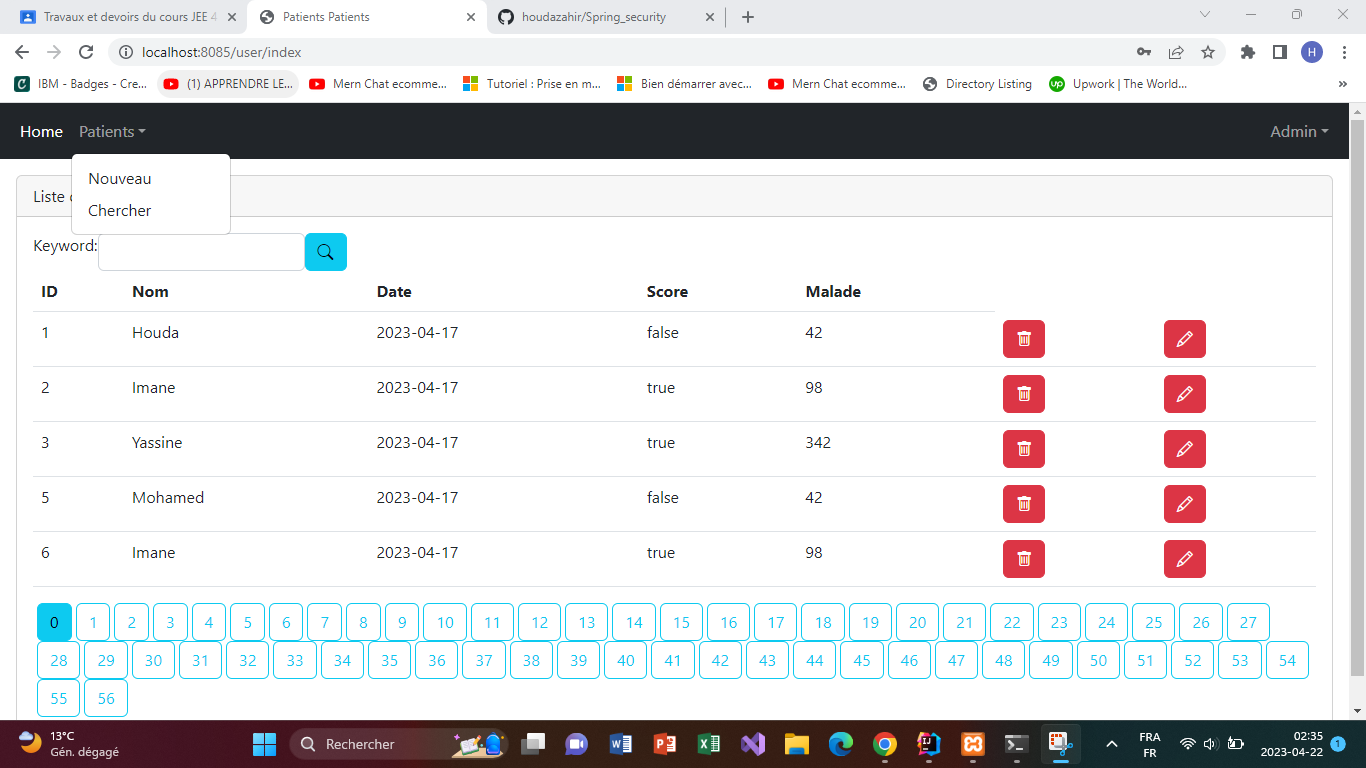 Travaux et devoirs du cours JEE 4
Patients Patients
houdazahir/Spring_security
localhost:8085/user/index
H
IBM - Badges - Cre...
(1) APPRENDRE LE...
Mern Chat ecomme...
Tutoriel : Prise en m...
Bien démarrer avec...
Mern Chat ecomme...
Directory Listing
up Upwork | The World...
»
Home Patients Admin
Nouveau
Chercher
Liste
Keyword:
ID Nom Date Score Malade
1 Houda 2023-04-17 false 42
2 Imane 2023-04-17 true 98
3 Yassine 2023-04-17 true 342
5 Mohamed 2023-04-17 false 42
6 Imane 2023-04-17 true 98
0 1 2 3 4 5 6 7 8 9 10 11 12 13 14 15 16 17 18 19 20 21 22 23 24 25 26 27
28 29 30 31 32 33 34 35 36 37 38 39 40 41 42 43 44 45 46 47 48 49 50 51 52 53 54
55 56
13°C
Gén. dégagé
Rechercher
FRA
FR
02:35
2023-04-22
1